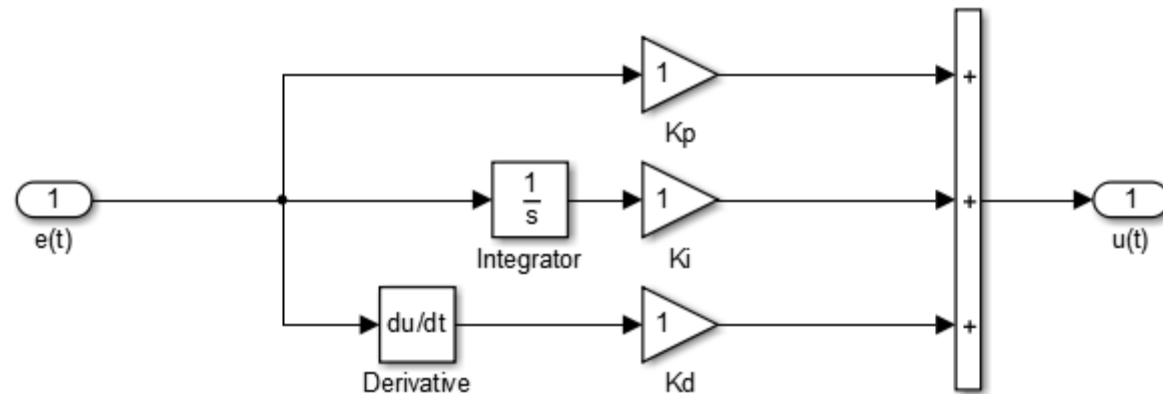 1
Kp
+
1
e(t)
1
s
Integrator
1
Ki
+
1
u(t)
du/dt
Derivative
1
Kd
+